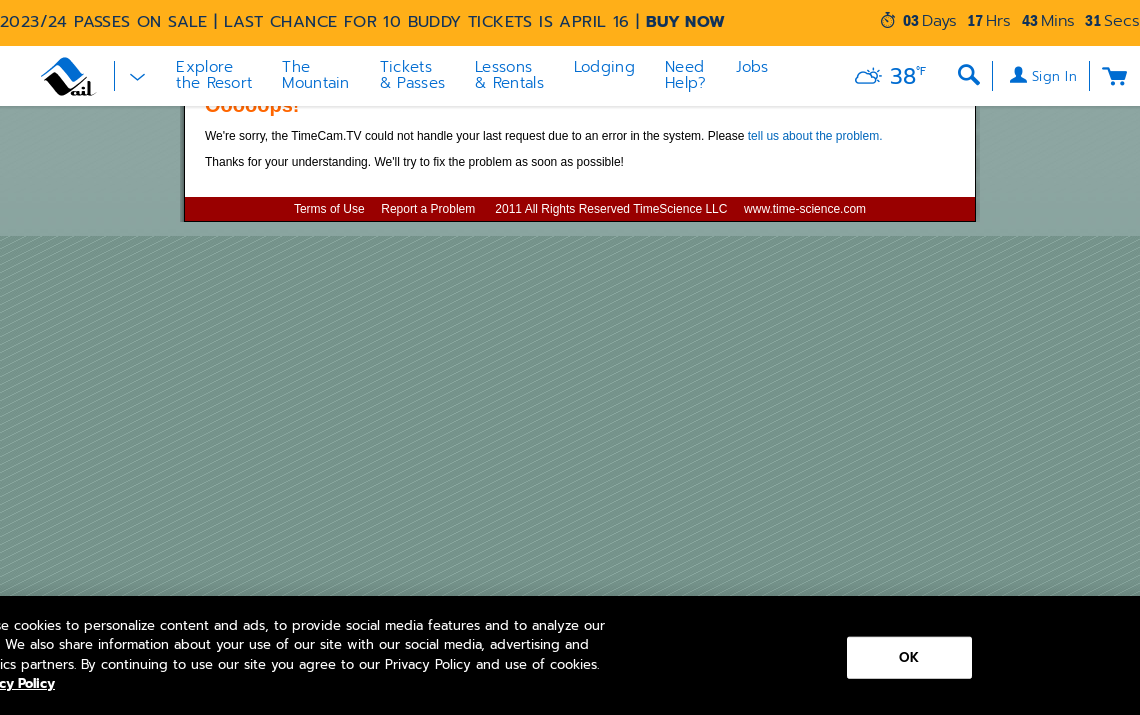 2023/24 PASSES ON SALE | LAST CHANCE FOR 10 BUDDY TICKETS IS APRIL 16 | BUY NOW
03 Days 17 Hrs 43 Mins 31 Secs
ail
Explore
the Resort
The
Mountain
Tickets
& Passes
Lessons
& Rentals
Lodging
Need
Help?
Jobs
38°F
Sign In
Ooooops!
We're sorry, the TimeCam.TV could not handle your last request due to an error in the system. Please tell us about the problem.
Thanks for your understanding. We'll try to fix the problem as soon as possible!
Terms of Use Report a Problem 2011 All Rights Reserved TimeScience LLC www.time-science.com
se cookies to personalize content and ads, to provide social media features and to analyze our
. We also share information about your use of our site with our social media, advertising and
ics partners. By continuing to use our site you agree to our Privacy Policy and use of cookies.
cy Policy
OK